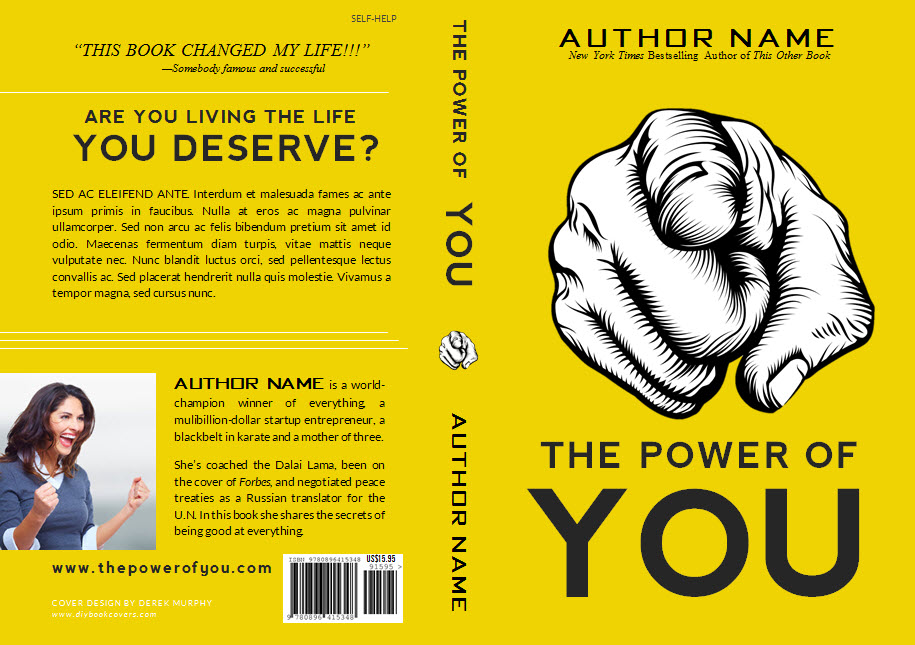 SELF-HELP
“THIS BOOK CHANGED MY LIFE!!!”
—Somebody famous and successful
ARE YOU LIVING THE LIFE
YOU DESERVE?
SED AC ELEIFEND ANTE. Interdum et malesuada fames ac ante
ipsum primis in faucibus. Nulla at eros ac magna pulvinar
ullamcorper. Sed non arcu ac felis bibendum pretium sit amet id
odio. Maecenas fermentum diam turpis, vitae mattis neque
vulputate nec. Nunc blandit luctus orci, sed pellentesque lectus
convallis ac. Sed placerat hendrerit nulla quis molestie. Vivamus a
tempor magna, sed cursus nunc.
AUTHOR NAME is a world-
champion winner of everything, a
mulibillion-dollar startup entrepreneur, a
blackbelt in karate and a mother of three.
She’s coached the Dalai Lama, been on
the cover of Forbes, and negotiated peace
treaties as a Russian translator for the
U.N. In this book she shares the secrets of
being good at everything.
www.thepowerofyou.com
COVER DESIGN BY DEREK MURPHY
www.diybookcovers.com
ISBN 9780896415348
US$15.95
91595 >
9 780896 415348
THE POWER OF
YOU
AUTHOR NAME
AUTHOR NAME
New York Times Bestselling Author of This Other Book
THE POWER OF
YOU